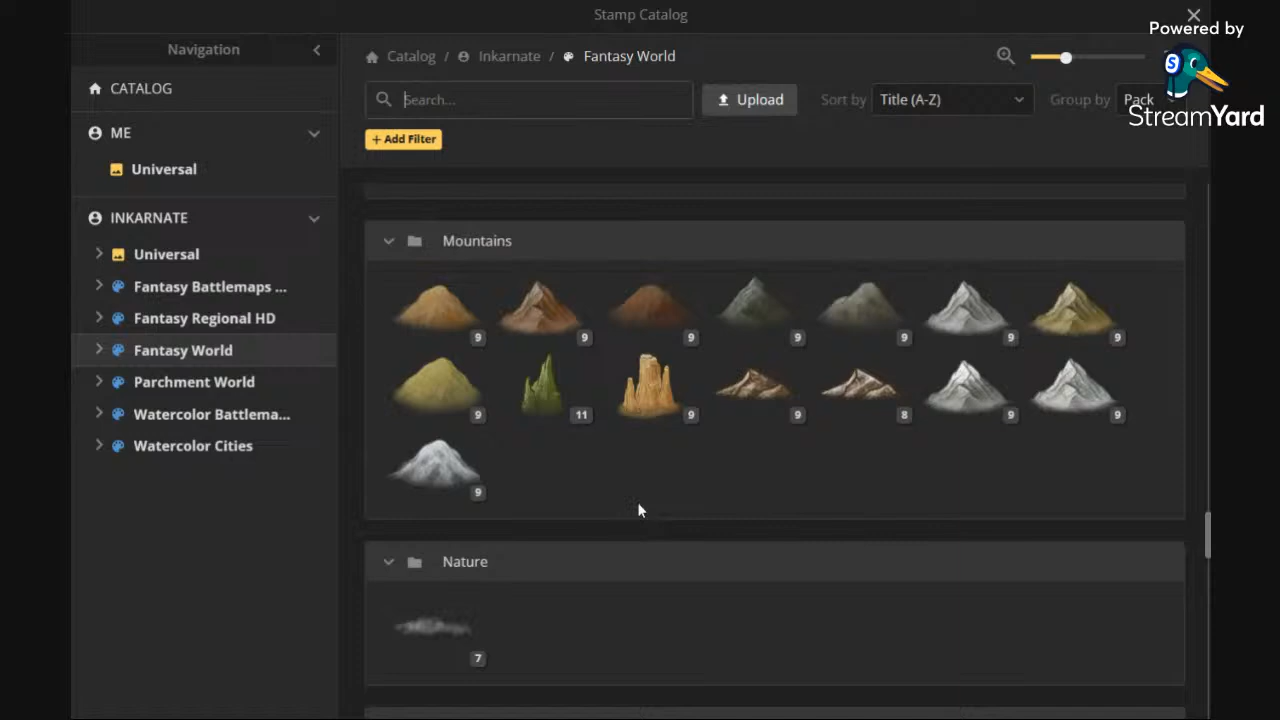 Stamp Catalog
Powered by
StreamYard
Navigation
CATALOG
ME
Universal
INKARNATE
Universal
Fantasy Battlemaps ...
Fantasy Regional HD
Fantasy World
Parchment World
Watercolor Battlema...
Watercolor Cities
Catalog / Inkarnate / Fantasy World
Search...
Upload
Sort by
Title (A-Z)
Group by
Pack
+ Add Filter
Mountains
9 9 9 9 9 9 9
9 11 9 9 8 9 9
9
Nature
7